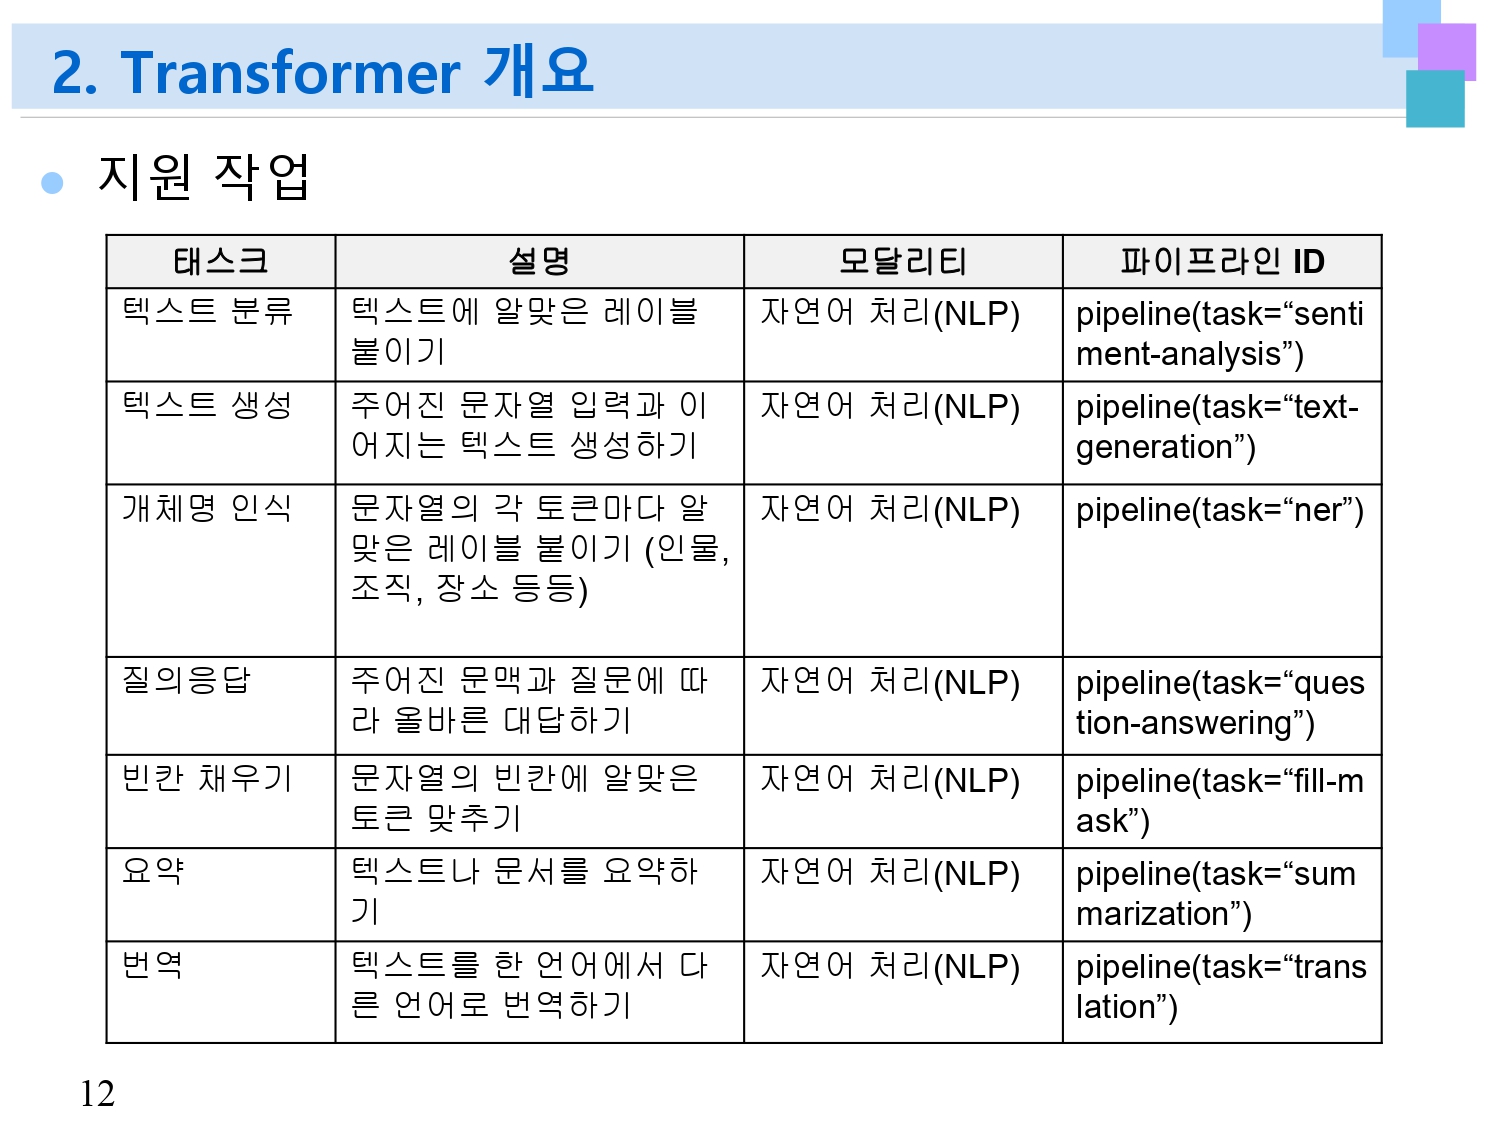 2. Transformer 개요
지원 작업
태스크 설명 모달리티 파이프라인 ID
텍스트 분류 텍스트에 알맞은 레이블 자연어 처리(NLP) pipeline(task=“senti
붙이기 ment-analysis”)
텍스트 생성 주어진 문자열 입력과 이 자연어 처리(NLP) pipeline(task=“text-
어지는 텍스트 생성하기 generation”)
개체명 인식 문자열의 각 토큰마다 알 자연어 처리(NLP) pipeline(task=“ner”)
맞은 레이블 붙이기 (인물,
조직, 장소 등등)
질의응답 주어진 문맥과 질문에 따 자연어 처리(NLP) pipeline(task=“ques
라 올바른 대답하기 tion-answering”)
빈칸 채우기 문자열의 빈칸에 알맞은 자연어 처리(NLP) pipeline(task=“fill-m
토큰 맞추기 ask”)
요약 텍스트나 문서를 요약하 자연어 처리(NLP) pipeline(task=“sum
기 marization”)
번역 텍스트를 한 언어에서 다 자연어 처리(NLP) pipeline(task=“trans
른 언어로 번역하기 lation”)
12